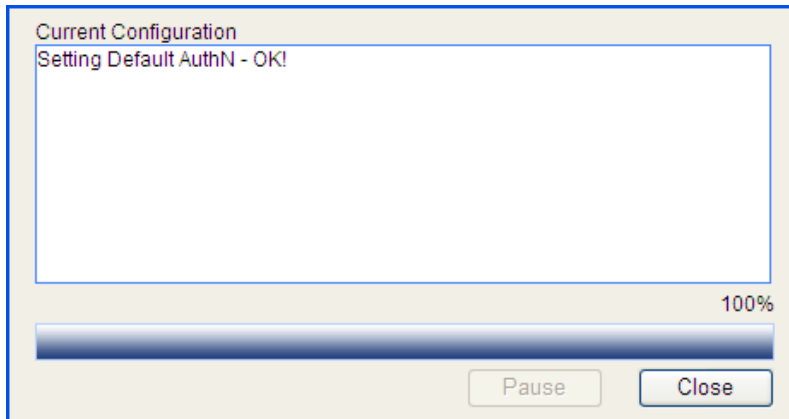 Current Configuration
Setting Default AuthN - OK!
100%
Pause
Close